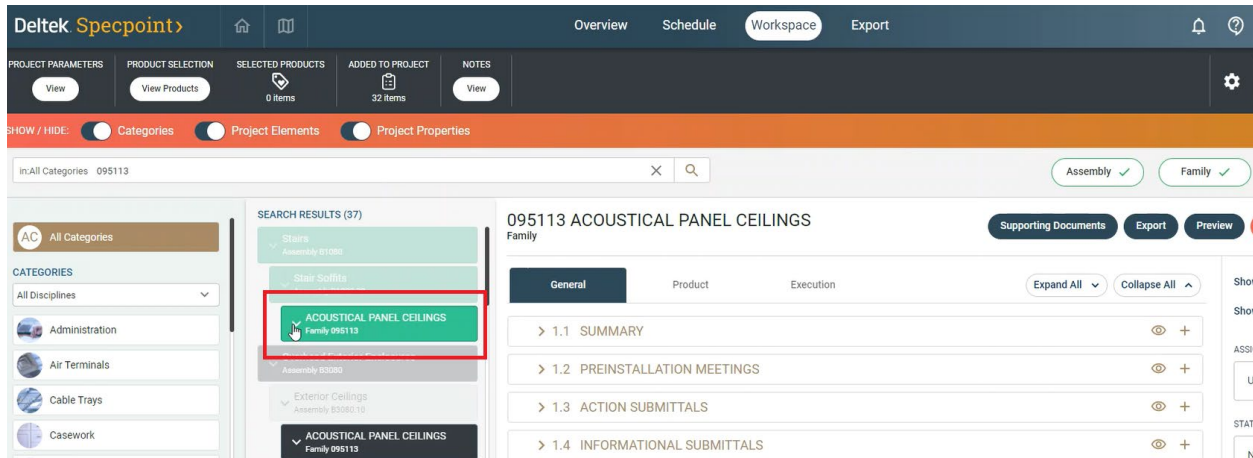 Deltek Specpoint
Overview Schedule Workspace Export
PROJECT PARAMETERS PRODUCT SELECTION SELECTED PRODUCTS ADDED TO PROJECT NOTES
View View Products 0 items 32 items View
SHOW / HIDE: Categories Project Elements Project Properties
in:All Categories 095113
Assembly Family
SEARCH RESULTS (37)
AC All Categories
CATEGORIES
All Disciplines
Administration
Air Terminals
Cable Trays
Casework
Stairs
Assembly B1080
Stair Soffits
ACOUSTICAL PANEL CEILINGS
Family 095113
Assembly B3080
Exterior Ceilings
Assembly B3080.10
ACOUSTICAL PANEL CEILINGS
Family 095113
095113 ACOUSTICAL PANEL CEILINGS
Family
Supporting Documents Export Preview
General Product Execution
Expand All Collapse All
1.1 SUMMARY
1.2 PREINSTALLATION MEETINGS
1.3 ACTION SUBMITTALS
1.4 INFORMATIONAL SUBMITTALS